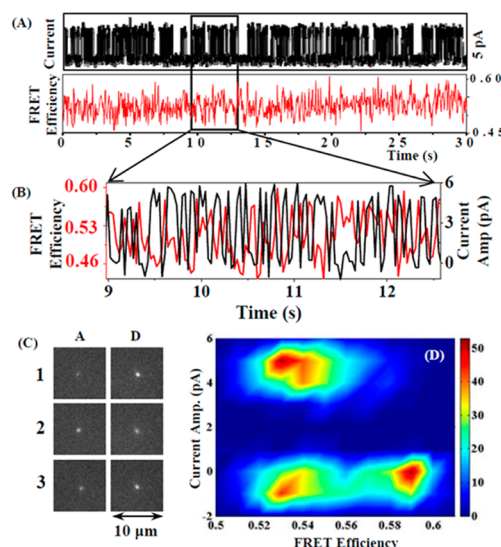 (A)
Current
5 pA
FRET
Efficiency
0.60
0.45
0 5 10 15 20 25 30
Time (s)
(B)
FRET
Efficiency
0.60
0.53
0.46
6
3
0
Current
Amp. (pA)
9 10 11 12
Time (s)
(C) A D
1
2
3
10 µm
(D)
Current Amp. (pA)
6
4
2
0
-2
0.5 0.52 0.54 0.56 0.58 0.6
FRET Efficiency
50
40
30
20
10
0